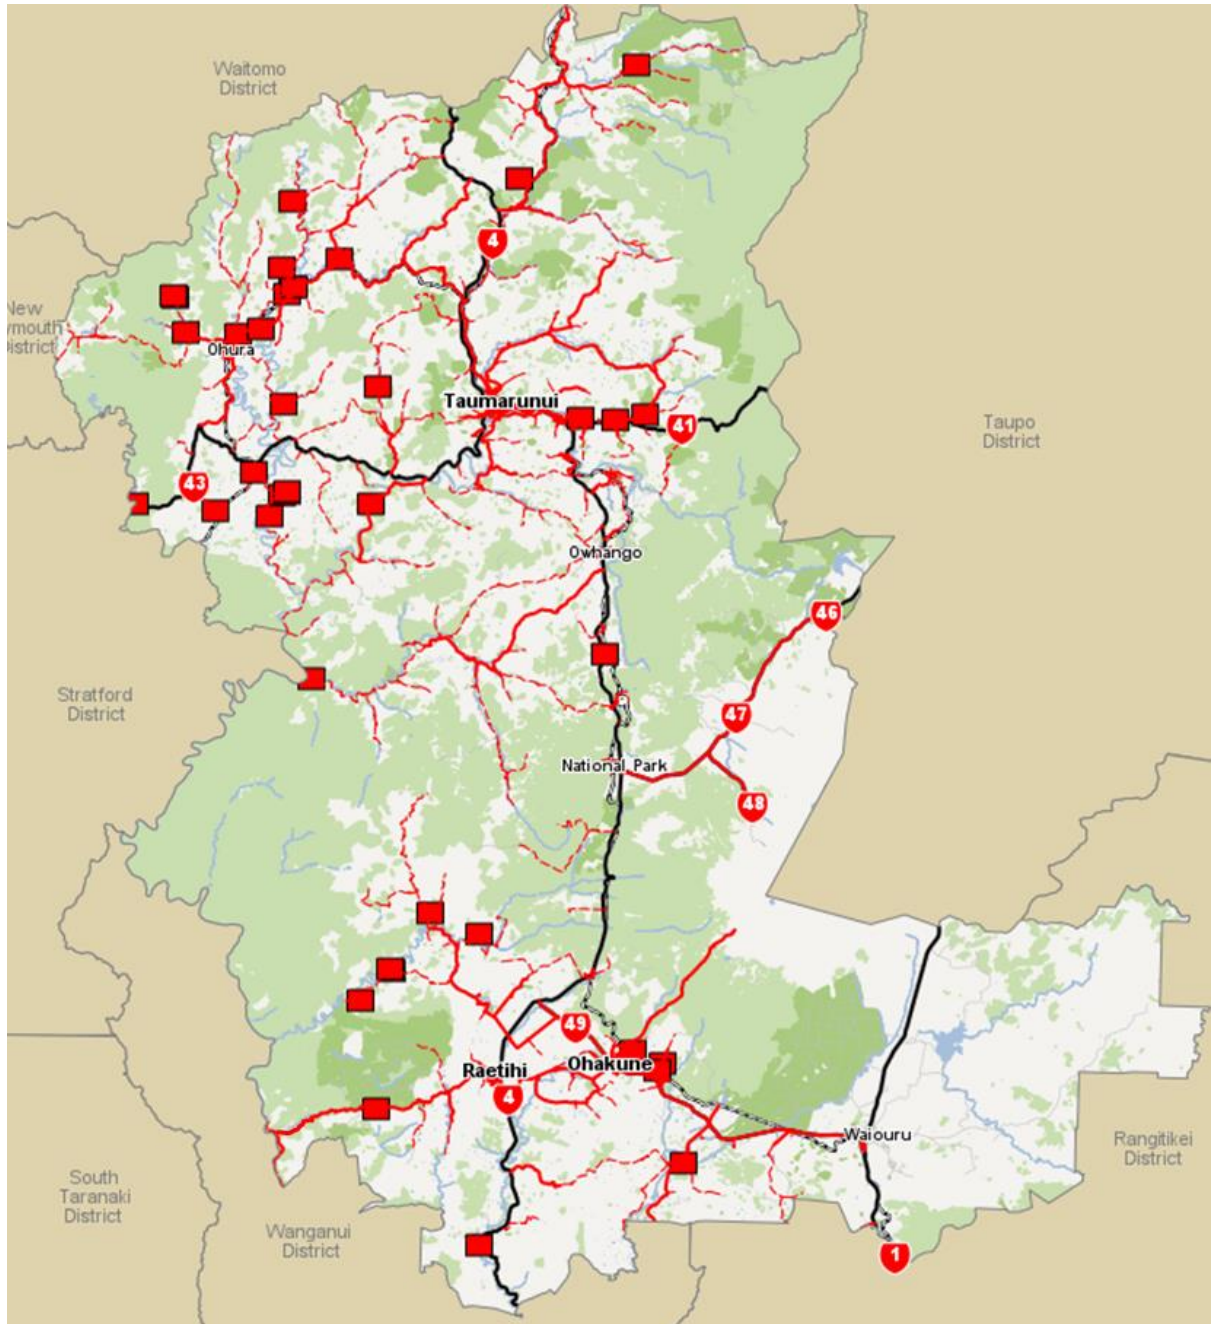 Waitomo
District
4
New
ymouth
District
Ohura
Taumarunui
41
Taupo
District
43
Owhango
46
Stratford
District
47
National Park
48
49
Raetihi
Ohakune
4
Waiouru
Rangitikei
District
South
Taranaki
District
Wanganui
District
1